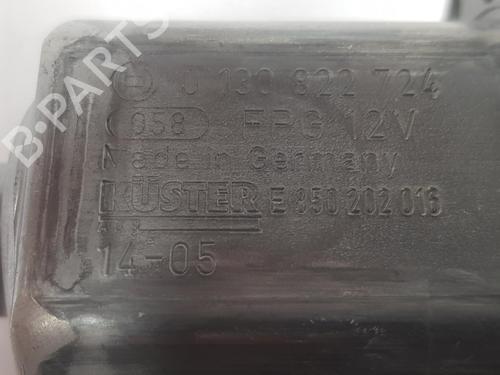 B-PARTS
0 130 822 724
058 FPG 12V
Made in Germany
KÜSTER E 850 202 016
14-05